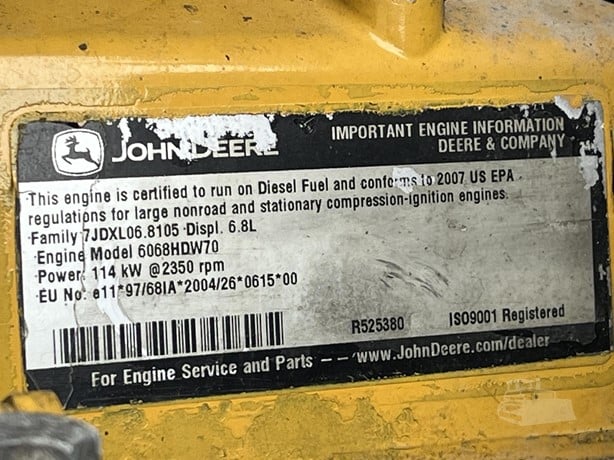 JOHN DEERE
IMPORTANT ENGINE INFORMATION
DEERE & COMPANY
This engine is certified to run on Diesel Fuel and conforms to 2007 US EPA
regulations for large nonroad and stationary compression-ignition engines.
Family 7JDXL06.8105 Displ. 6.8L
Engine Model 6068HDW70
Power 114 kW @2350 rpm
EU No. e11*97/68IA*2004/26*0615*00
R525380 ISO9001 Registered
For Engine Service and Parts –– www.JohnDeere.com/dealer